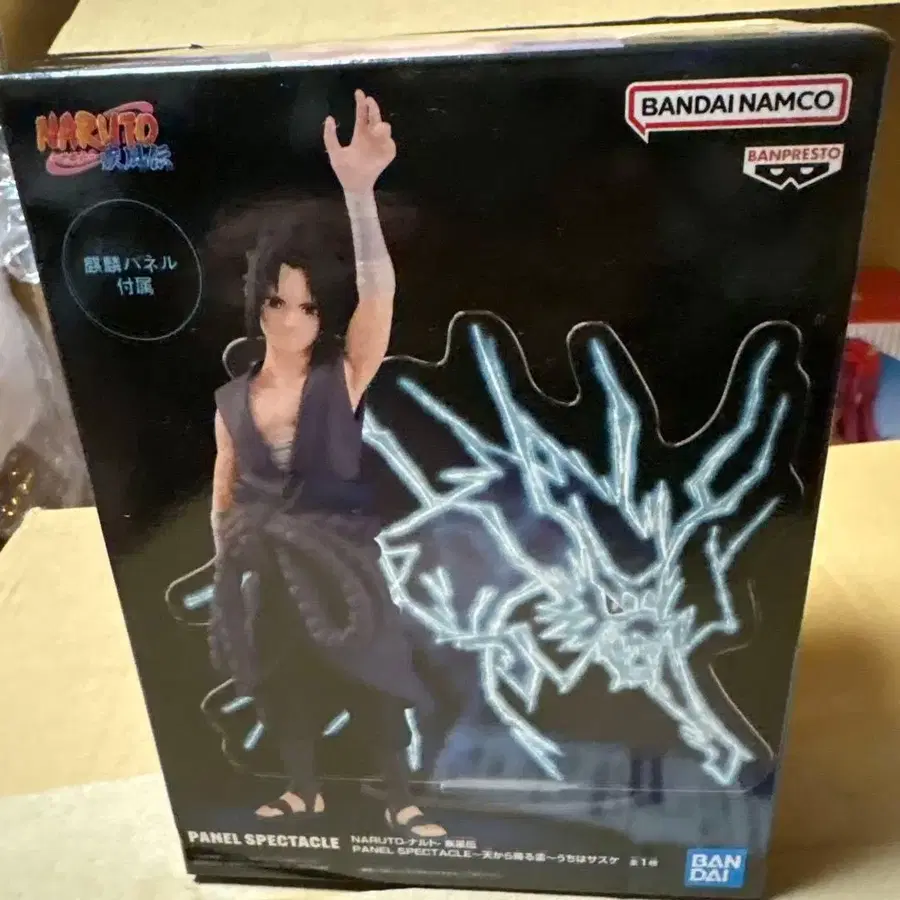 NARUTO
疾風伝
BANDAI NAMCO
BANPRESTO
麒麟パネル
付属
PANEL SPECTACLE
NARUTO-ナルト- 疾風伝
PANEL SPECTACLE~天から降る雷~うちはサスケ 全1種
BAN
DAI